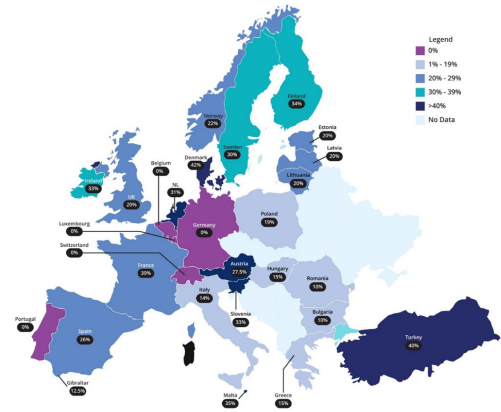 Legend
0%
1% - 19%
20% - 29%
30% - 39%
>40%
No Data
Finland
34%
Norway
22%
Sweden
30%
Estonia
20%
Latvia
20%
Lithuania
20%
Denmark
42%
Belgium
0%
NL
31%
Ireland
33%
UK
20%
Luxembourg
0%
Switzerland
0%
Germany
0%
Poland
19%
France
30%
Austria
27.5%
Hungary
15%
Romania
10%
Italy
14%
Slovenia
33%
Bulgaria
10%
Portugal
0%
Spain
26%
Gibraltar
12.5%
Malta
35%
Greeca
15%
Turkey
40%